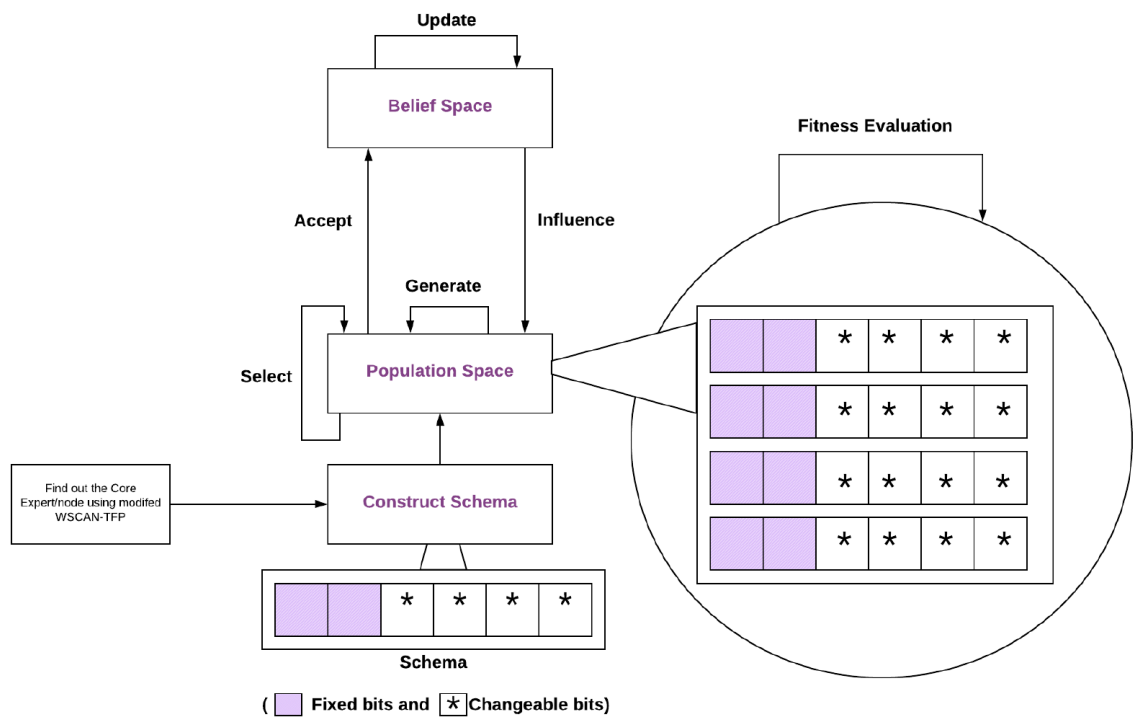 Update
Belief Space
Fitness Evaluation
Accept
Influence
Generate
Select
Population Space
* * * *
* * * *
* * * *
* * * *
Find out the Core
Expert/node using modifed
WSCAN-TFP
Construct Schema
* * * *
Schema
( Fixed bits and * Changeable bits)